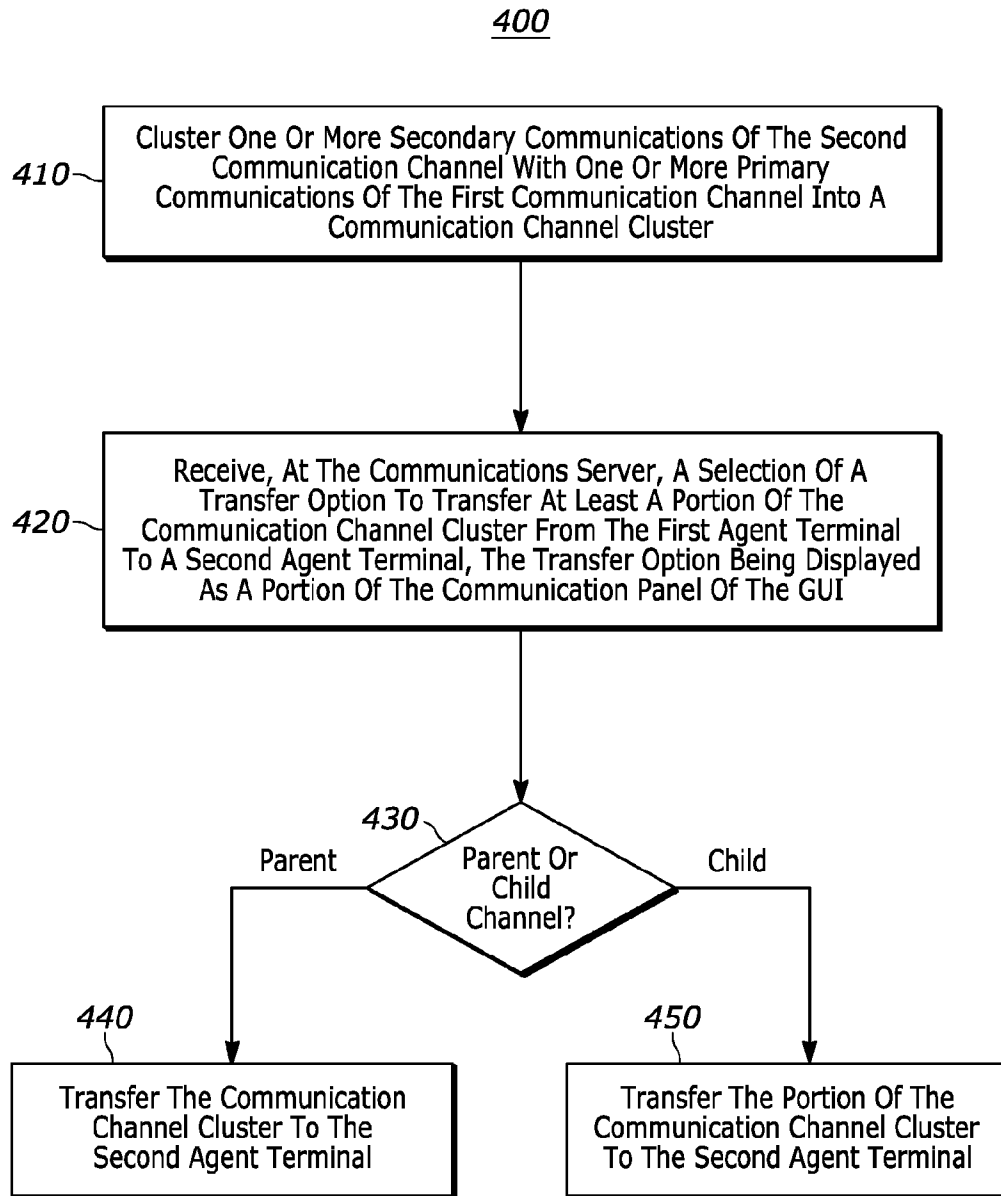 400
410
Cluster One Or More Secondary Communications Of The Second
Communication Channel With One Or More Primary
Communications Of The First Communication Channel Into A
Communication Channel Cluster
420
Receive, At The Communications Server, A Selection Of A
Transfer Option To Transfer At Least A Portion Of The
Communication Channel Cluster From The First Agent Terminal
To A Second Agent Terminal, The Transfer Option Being Displayed
As A Portion Of The Communication Panel Of The GUI
430
Parent
Parent Or
Child
Channel?
Child
440
Transfer The Communication
Channel Cluster To The
Second Agent Terminal
450
Transfer The Portion Of The
Communication Channel Cluster
To The Second Agent Terminal